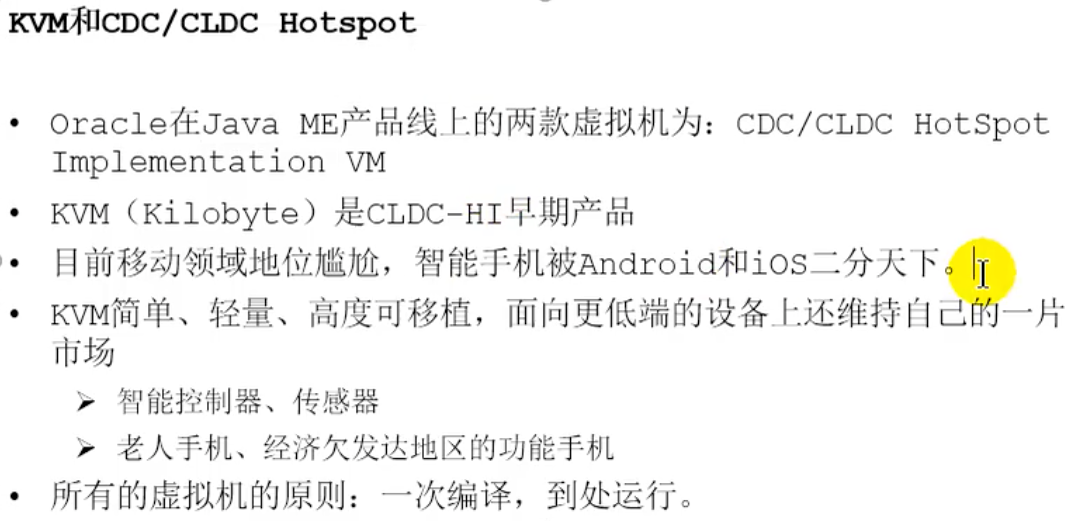 KVM和CDC/CLDC Hotspot
• Oracle在Java ME产品线上的两款虚拟机为：CDC/CLDC HotSpot
Implementation VM
• KVM（Kilobyte）是CLDC-HI早期产品
• 目前移动领域地位尴尬，智能手机被Android和iOS二分天下。
• KVM简单、轻量、高度可移植，面向更低端的设备上还维持自己的一片
市场
➢ 智能控制器、传感器
➢ 老人手机、经济欠发达地区的功能手机
• 所有的虚拟机的原则：一次编译，到处运行。